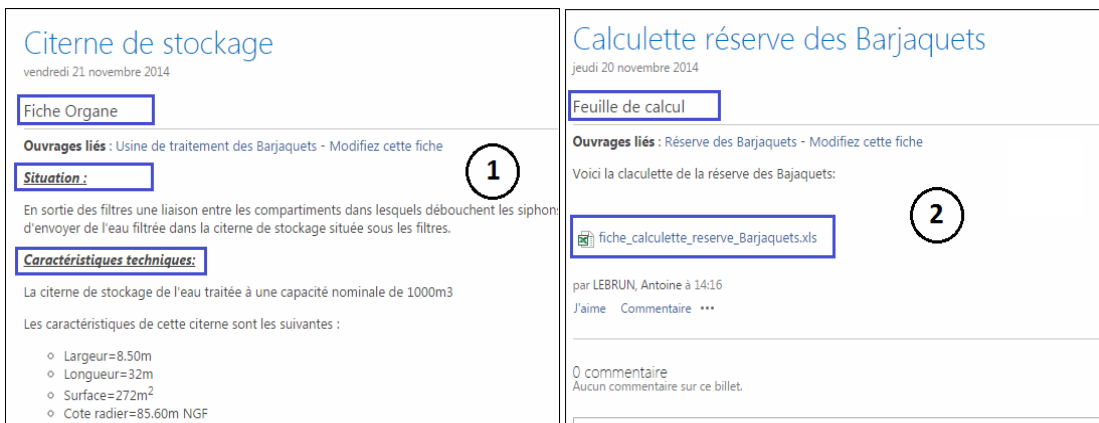 Citerne de stockage
vendredi 21 novembre 2014
Fiche Organe
Ouvrages liés : Usine de traitement des Barjaquets - Modifiez cette fiche
1
Situation :
En sortie des filtres une liaison entre les compartiments dans lesquels débouchent les siphons
d'envoyer de l'eau filtrée dans la citerne de stockage située sous les filtres.
Caractéristiques techniques:
La citerne de stockage de l'eau traitée à une capacité nominale de 1000m3
Les caractéristiques de cette citerne sont les suivantes :
Largeur=8.50m
Longueur=32m
Surface=272m²
Cote radier=85.60m NGF
Calculette réserve des Barjaquets
jeudi 20 novembre 2014
Feuille de calcul
Ouvrages liés : Réserve des Barjaquets - Modifiez cette fiche
Voici la claculette de la réserve des Bajaquets:
2
fiche_calculette_reserve_Barjaquets.xls
par LEBRUN, Antoine à 14:16
J'aime Commentaire •••
0 commentaire
Aucun commentaire sur ce billet.